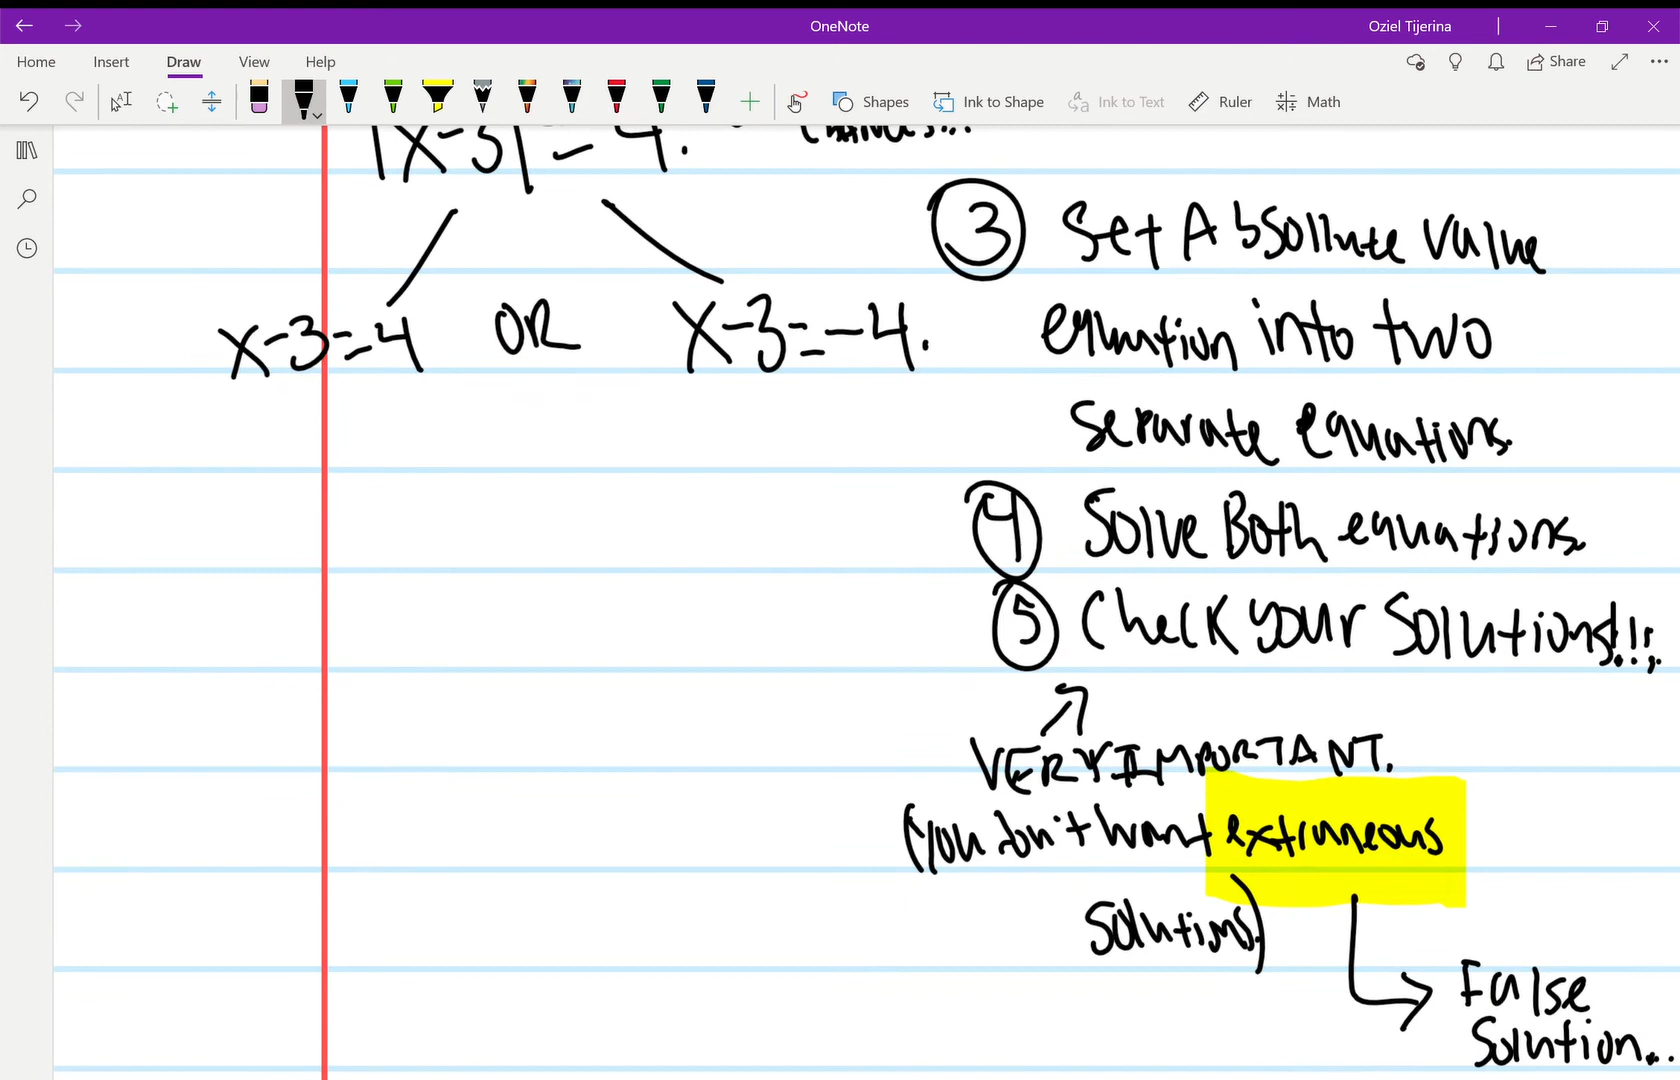 OneNote
Oziel Tijerina
Home Insert Draw View Help
Share
Shapes Ink to Shape Ink to Text Ruler Math
|x-3|=4.
x-3=4 OR x-3=-4.
③ Set Absolute Value
equation into two
separate equations.
④ Solve Both equations.
⑤ Check your solutions!!!
VERY IMPORTANT.
(you don't want extraneous
solutions.)
False
Solution...